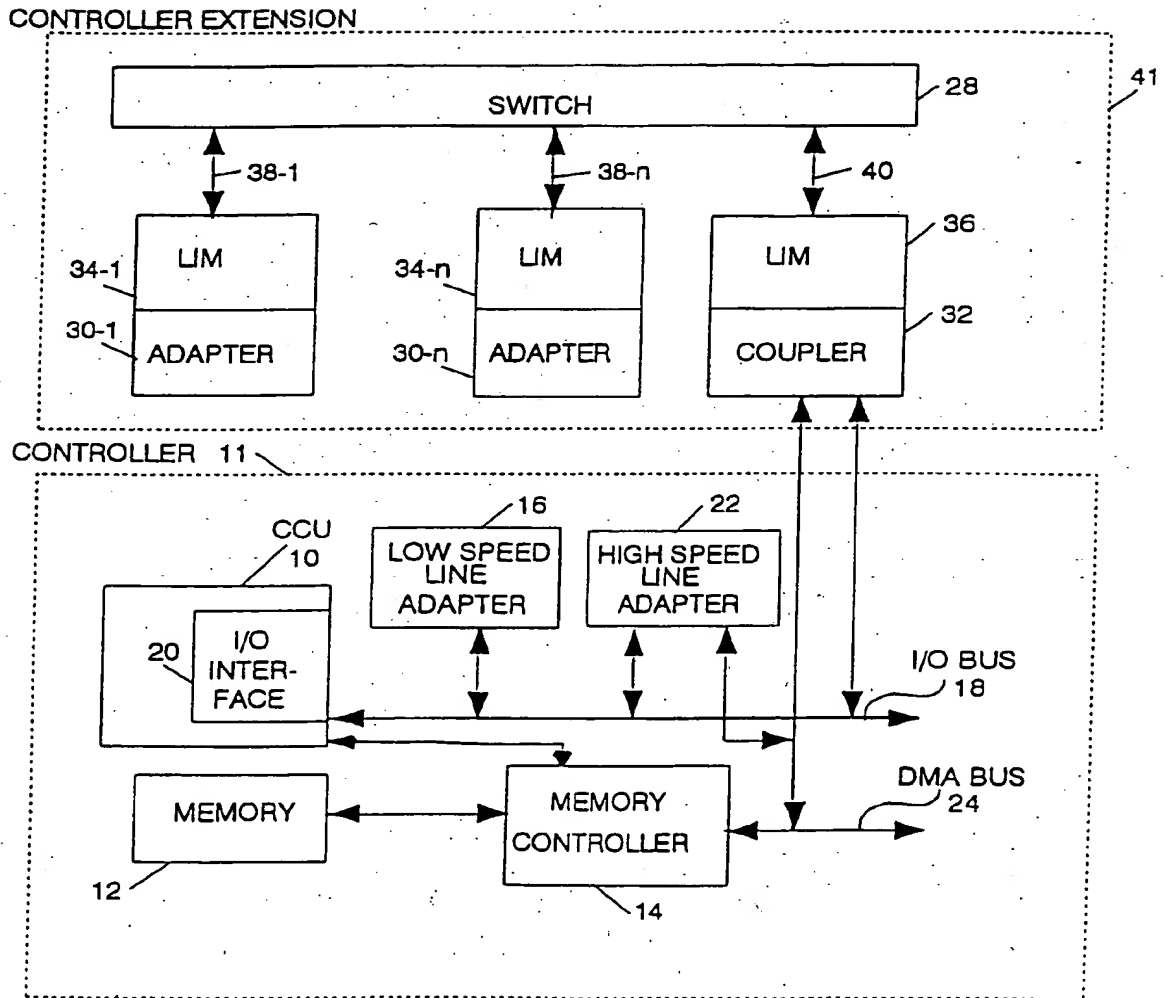 CONTROLLER EXTENSION
41
SWITCH
28
38-1
38-n
40
LIM
LIM
LIM
36
34-1
34-n
30-1
ADAPTER
30-n
ADAPTER
COUPLER
32
CONTROLLER 11
CCU
10
16
22
LOW SPEED
LINE
ADAPTER
HIGH SPEED
LINE
ADAPTER
20
I/O
INTER-
FACE
I/O BUS
18
MEMORY
12
MEMORY
CONTROLLER
14
DMA BUS
24